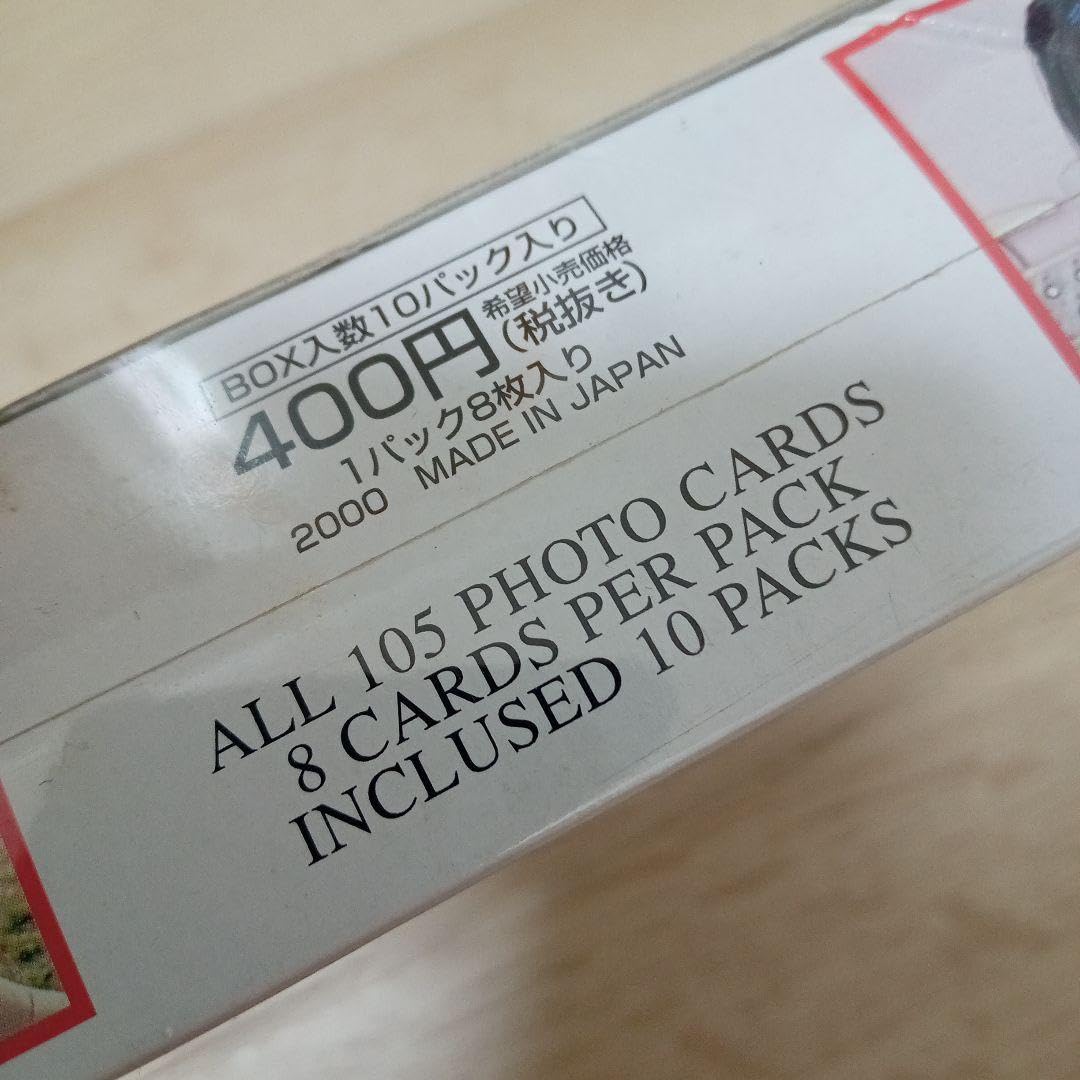 BOX入数10パック入り
400円 希望小売価格 (税抜き)
1パック8枚入り
2000 MADE IN JAPAN
ALL 105 PHOTO CARDS
8 CARDS PER PACK
INCLUSED 10 PACKS